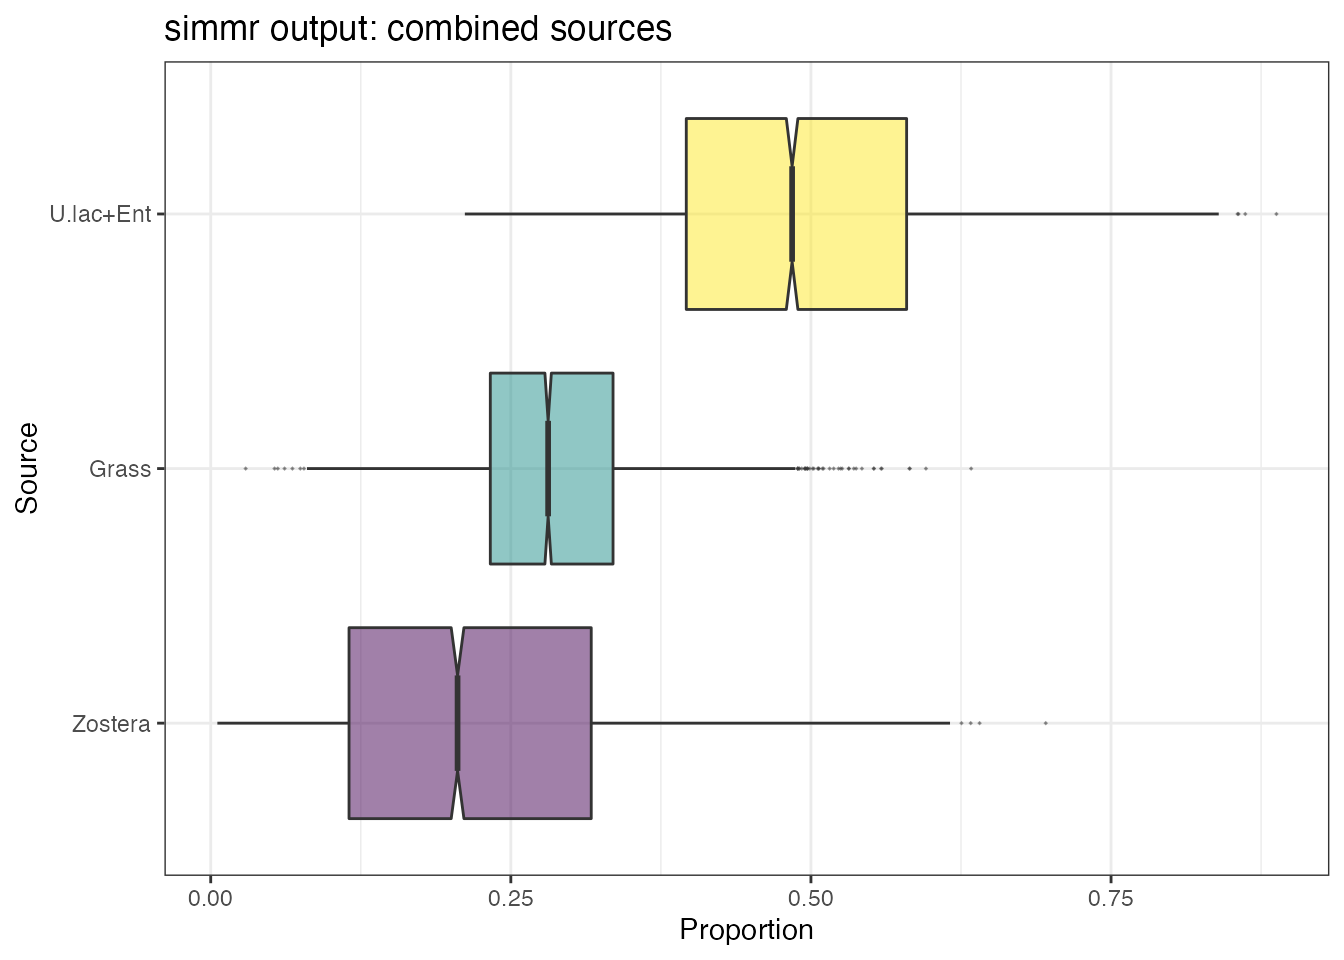 simmr output: combined sources
U.lac+Ent
Grass
Zostera
Source
0.00 0.25 0.50 0.75
Proportion